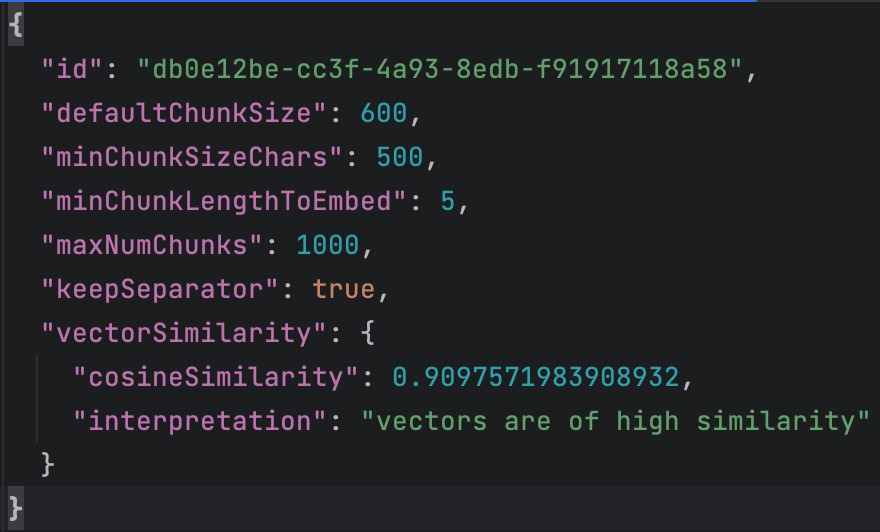 {
"id": "db0e12be-cc3f-4a93-8edb-f91917118a58",
"defaultChunkSize": 600,
"minChunkSizeChars": 500,
"minChunkLengthToEmbed": 5,
"maxNumChunks": 1000,
"keepSeparator": true,
"vectorSimilarity": {
"cosineSimilarity": 0.9097571983908932,
"interpretation": "vectors are of high similarity"
}
}